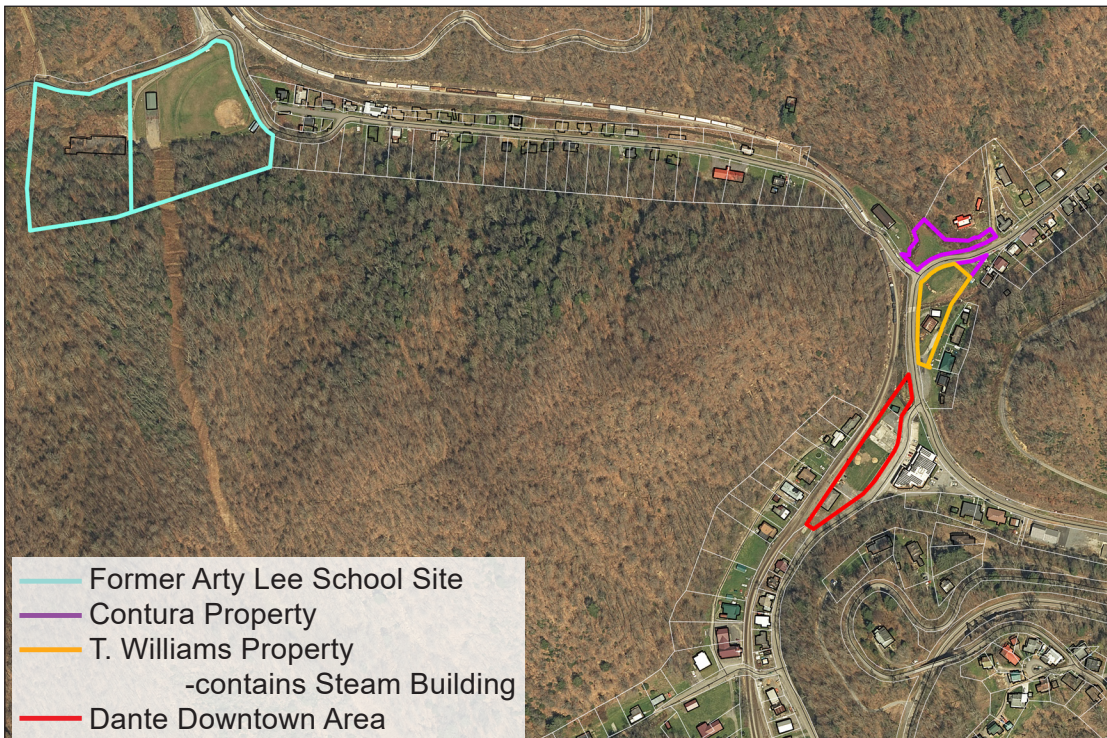 Former Arty Lee School Site
Contura Property
T. Williams Property
-contains Steam Building
Dante Downtown Area